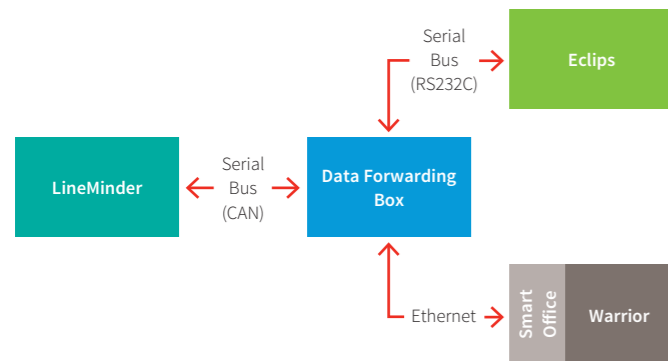 Serial
Bus
(RS232C)
Eclips
LineMinder
Serial
Bus
(CAN)
Data Forwarding
Box
Ethernet
Smart
Office
Warrior